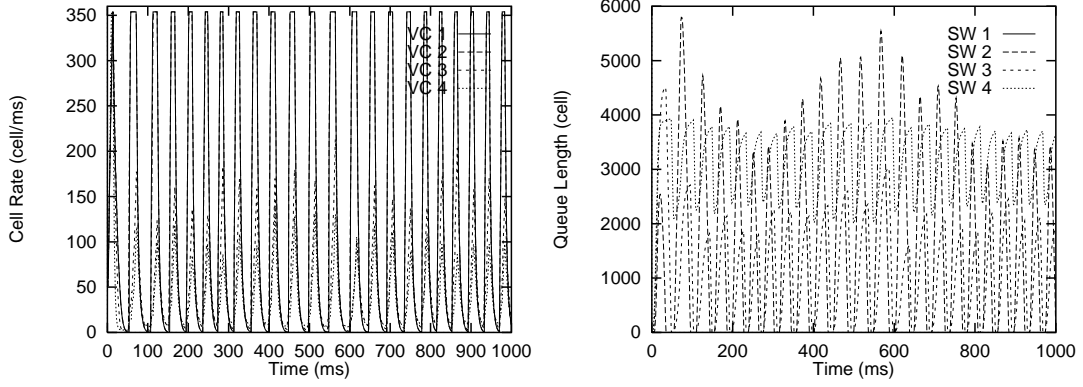 350
300
250
200
150
100
50
0
Cell Rate (cell/ms)
VC 1
VC 2
VC 3
VC 4
0 100 200 300 400 500 600 700 800 900 1000
Time (ms)
6000
5000
4000
3000
2000
1000
0
Queue Length (cell)
SW 1
SW 2
SW 3
SW 4
0 200 400 600 800 1000
Time (ms)